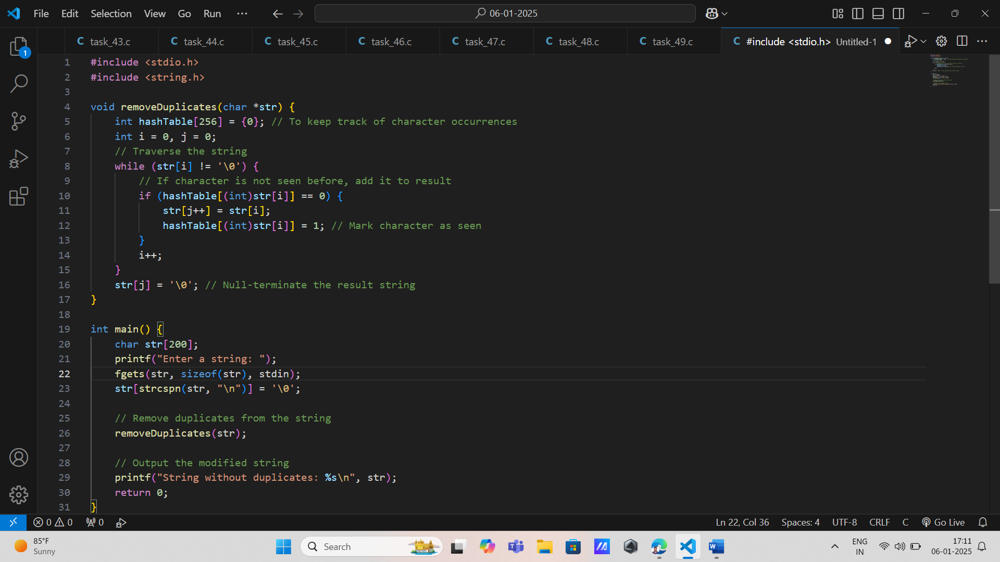 File Edit Selection View Go Run ··· 06-01-2025
C task_43.c C task_44.c C task_45.c C task_46.c C task_47.c C task_48.c C task_49.c C #include <stdio.h> Untitled-1
1
1 #include <stdio.h>
2 #include <string.h>
3
4 void removeDuplicates(char *str) {
5     int hashTable[256] = {0}; // To keep track of character occurrences
6     int i = 0, j = 0;
7     // Traverse the string
8     while (str[i] != '\0') {
9         // If character is not seen before, add it to result
10         if (hashTable[(int)str[i]] == 0) {
11             str[j++] = str[i];
12             hashTable[(int)str[i]] = 1; // Mark character as seen
13         }
14         i++;
15     }
16     str[j] = '\0'; // Null-terminate the result string
17 }
18
19 int main() {
20     char str[200];
21     printf("Enter a string: ");
22     fgets(str, sizeof(str), stdin);
23     str[strcspn(str, "\n")] = '\0';
24
25     // Remove duplicates from the string
26     removeDuplicates(str);
27
28     // Output the modified string
29     printf("String without duplicates: %s\n", str);
30     return 0;
31 }
0 0 0 Ln 22, Col 36 Spaces: 4 UTF-8 CRLF C Go Live
85°F
Sunny
Search
ENG
IN
17:11
06-01-2025